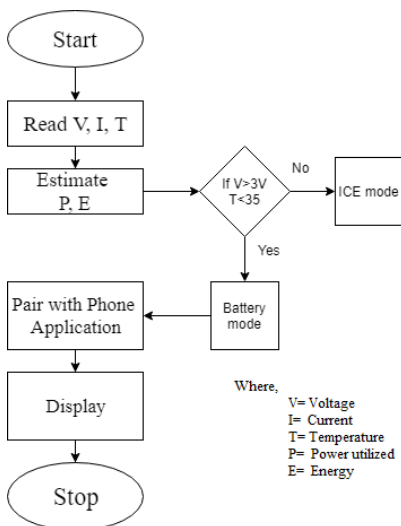 Start
Read V, I, T
Estimate
P, E
If V>3V
T<35
No
ICE mode
Yes
Battery
mode
Pair with Phone
Application
Display
Stop
Where,
V= Voltage
I= Current
T= Temperature
P= Power utilized
E= Energy